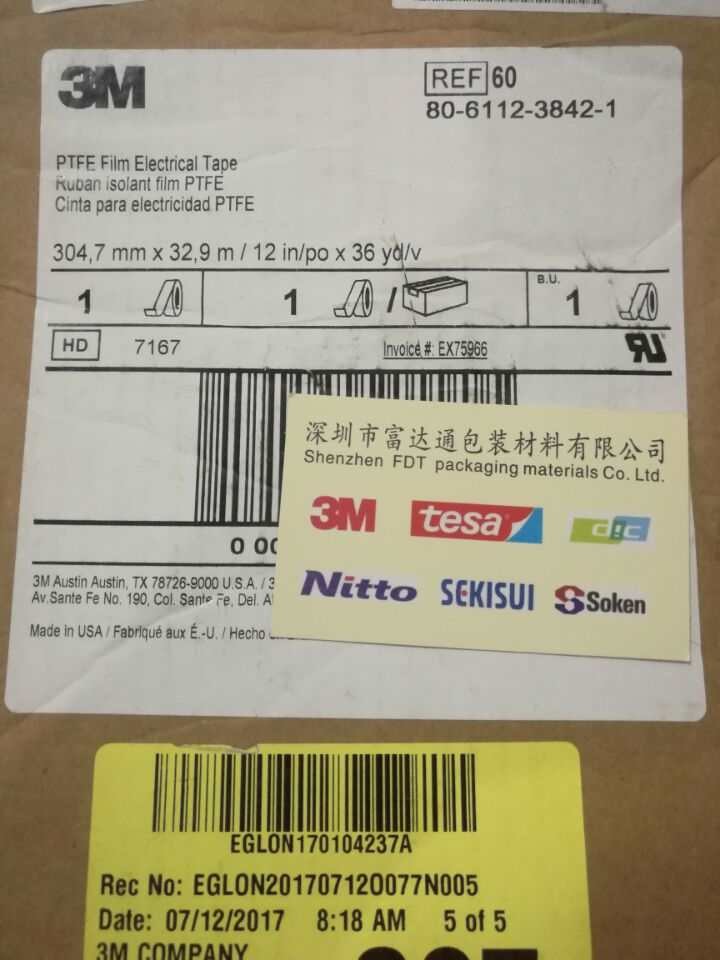 3M
REF 60
80-6112-3842-1
PTFE Film Electrical Tape
Ruban isolant film PTFE
Cinta para electricidad PTFE
304,7 mm x 32,9 m / 12 in/po x 36 yd/v
1 1 / B.U. 1
HD 7167 Invoice #: EX75966
深圳市富达通包装材料有限公司
Shenzhen FDT packaging materials Co. Ltd.
3M tesa dic
Nitto SEKISUI Soken
0 00
3M Austin Austin, TX 78726-9000 U.S.A. / 3
Av.Sante Fe No. 190, Col. Sante Fe, Del. A
Made in USA / Fabriqué aux É.-U. / Hecho
EGLON170104237A
Rec No: EGLON20170712O077N005
Date: 07/12/2017 8:18 AM 5 of 5
3M COMPANY